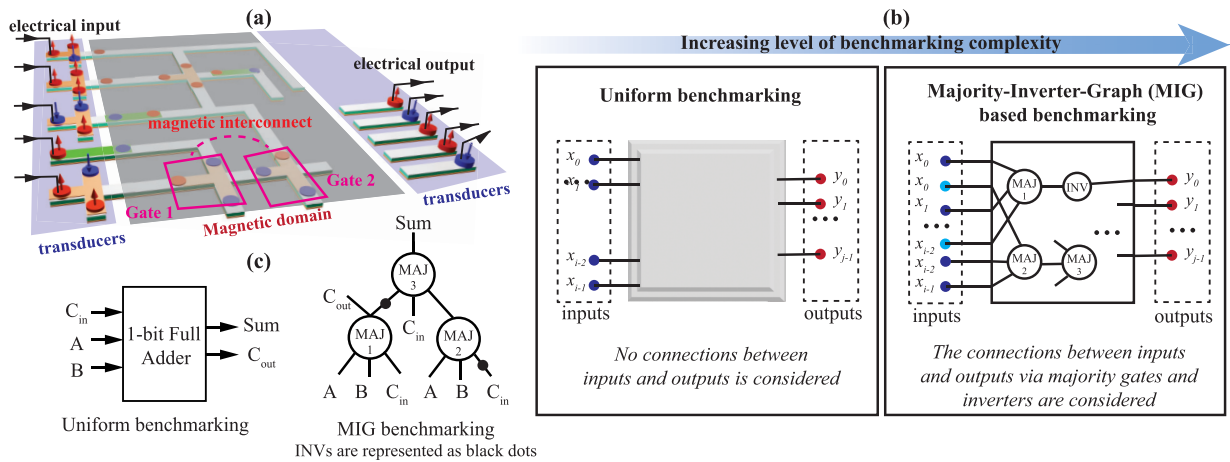 (a)
electrical input
electrical output
magnetic interconnect
Gate 1
Gate 2
Magnetic domain
transducers
transducers
(b)
Increasing level of benchmarking complexity
Uniform benchmarking
x0
x1
xi-2
xi-1
inputs
y0
y1
yj-1
outputs
No connections between
inputs and outputs is considered
Majority-Inverter-Graph (MIG)
based benchmarking
x0
x0
x1
xi-2
xi-2
xi-1
inputs
MAJ
1
INV
MAJ
2
MAJ
3
y0
y1
yj-1
outputs
The connections between inputs
and outputs via majority gates and
inverters are considered
(c)
Cin
A
B
1-bit Full
Adder
Sum
Cout
Uniform benchmarking
Sum
MAJ
3
Cout
Cin
MAJ
1
MAJ
2
A B Cin A B Cin
MIG benchmarking
INVs are represented as black dots